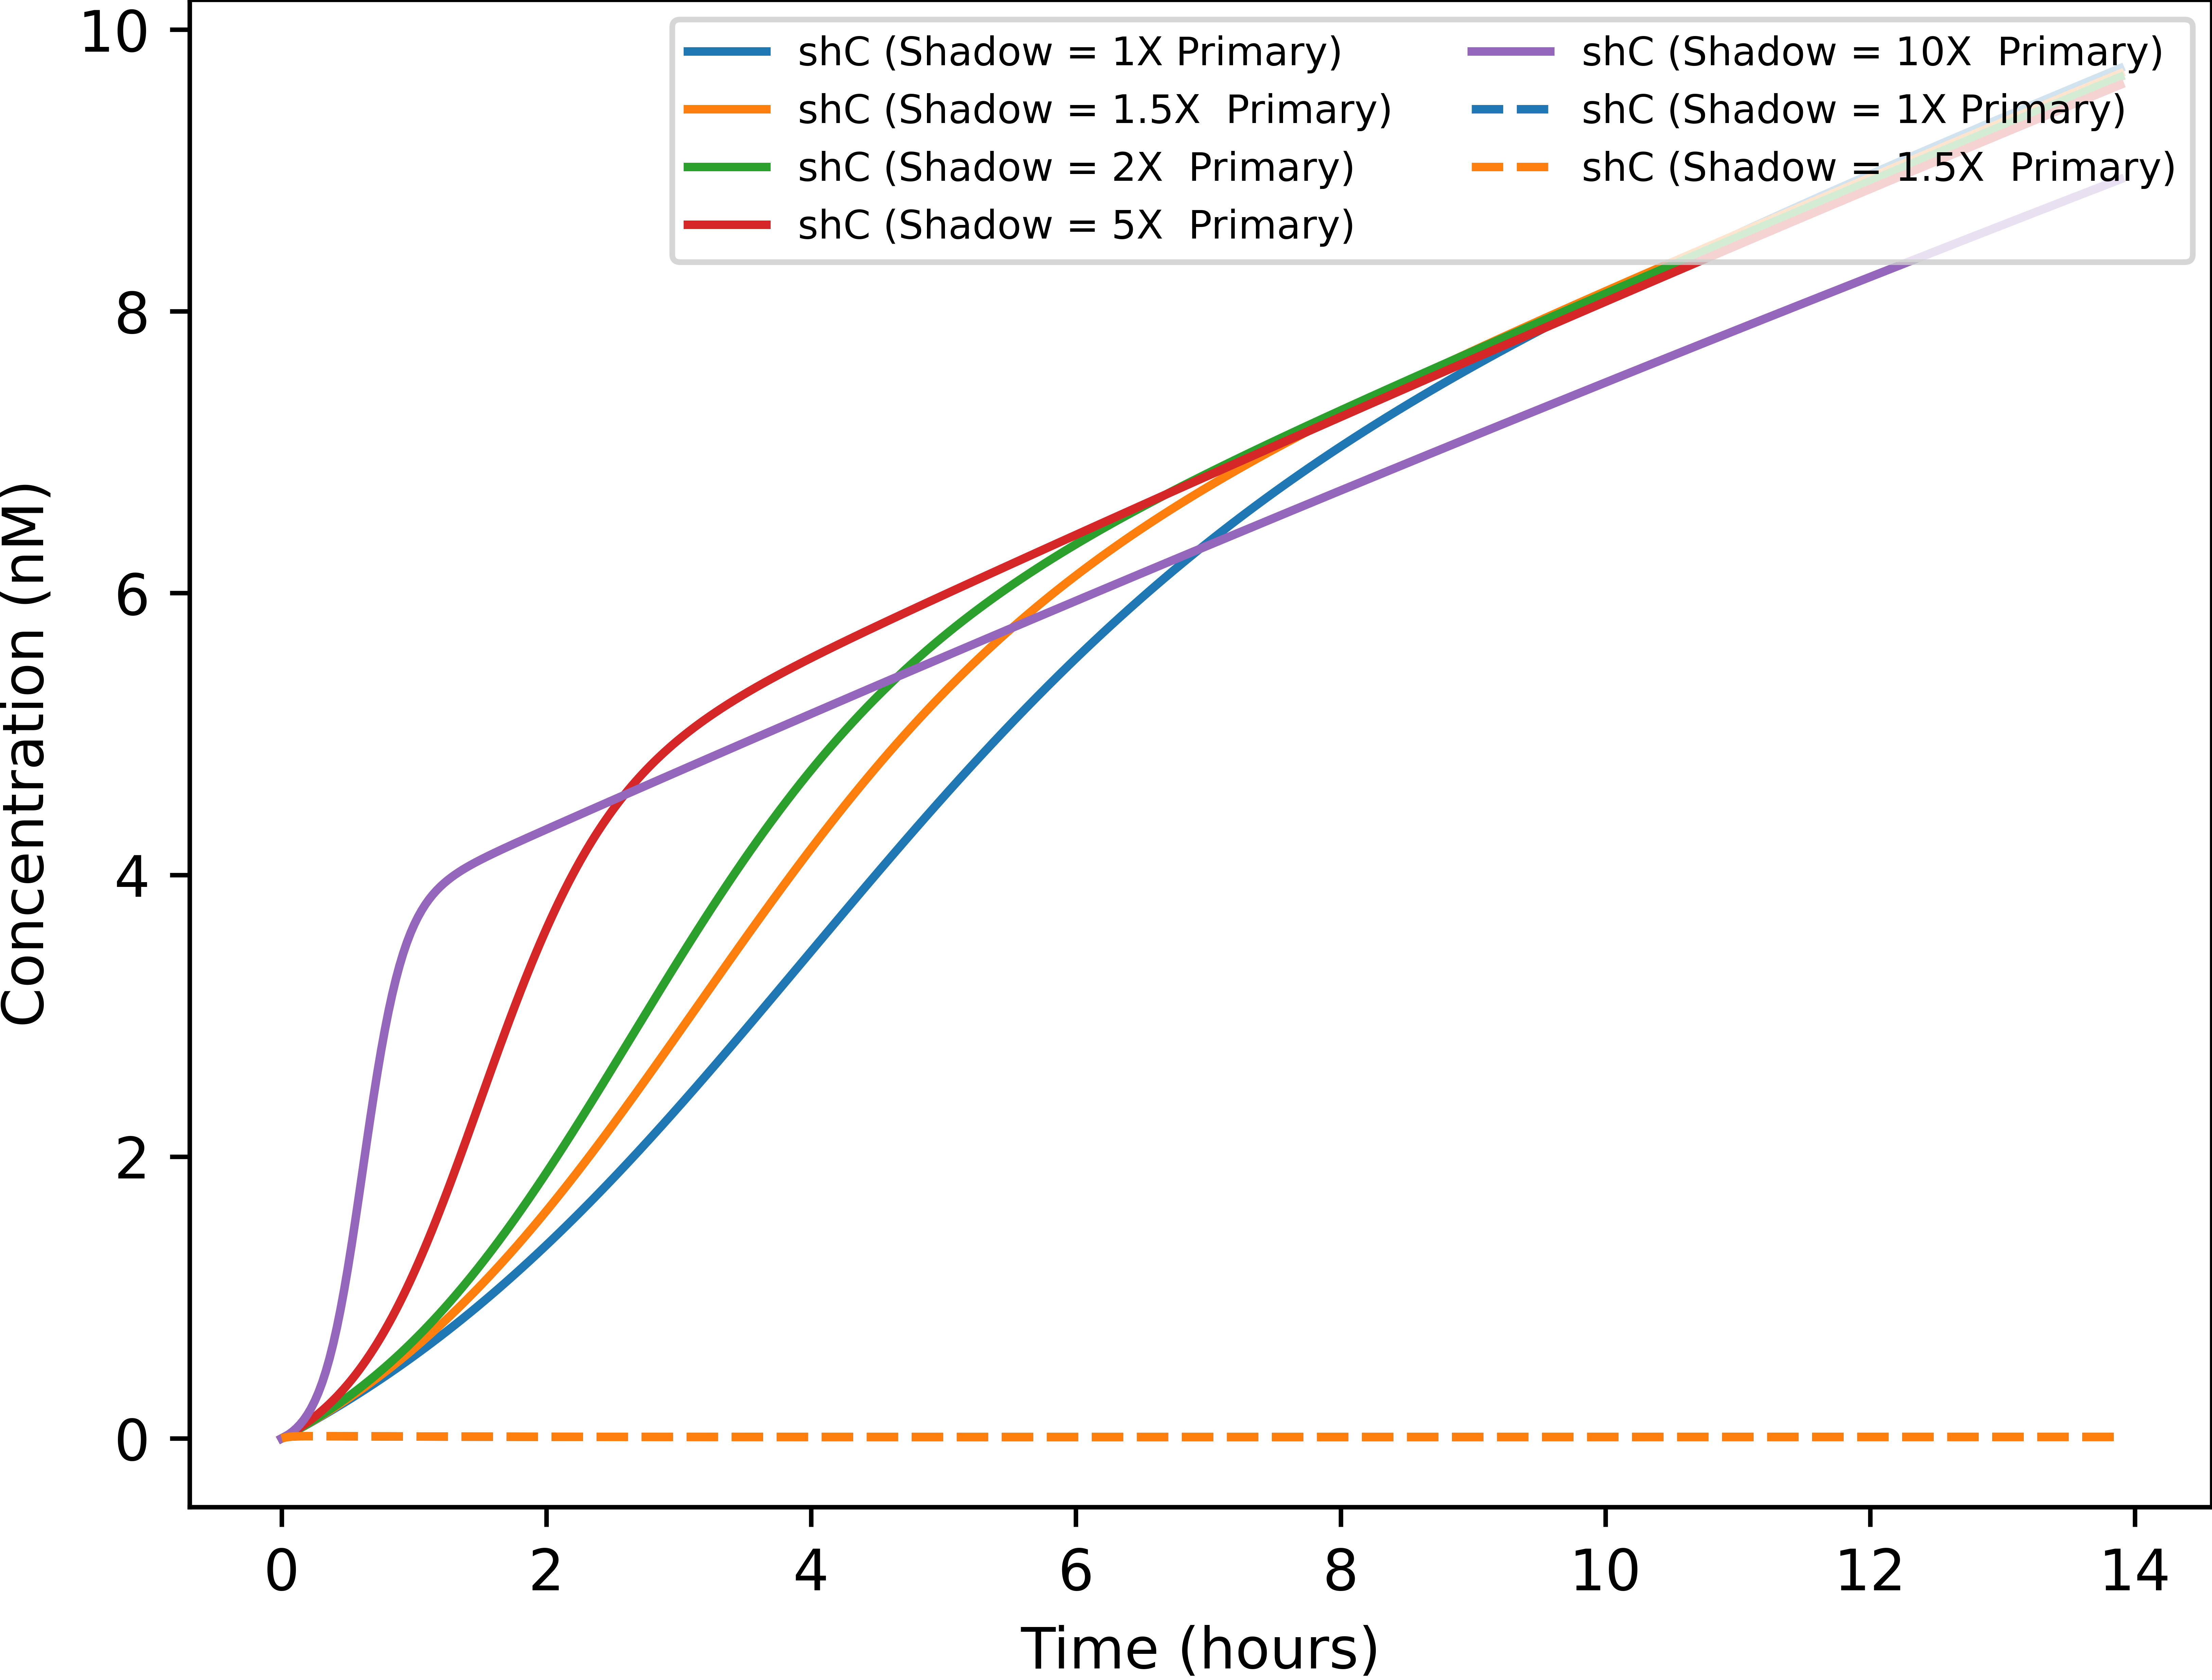 10
8
6
4
2
0
Concentration (nM)
shC (Shadow = 1X Primary)
shC (Shadow = 1.5X  Primary)
shC (Shadow = 2X  Primary)
shC (Shadow = 5X  Primary)
shC (Shadow = 10X  Primary)
shC (Shadow = 1X Primary)
shC (Shadow = 1.5X  Primary)
0 2 4 6 8 10 12 14
Time (hours)